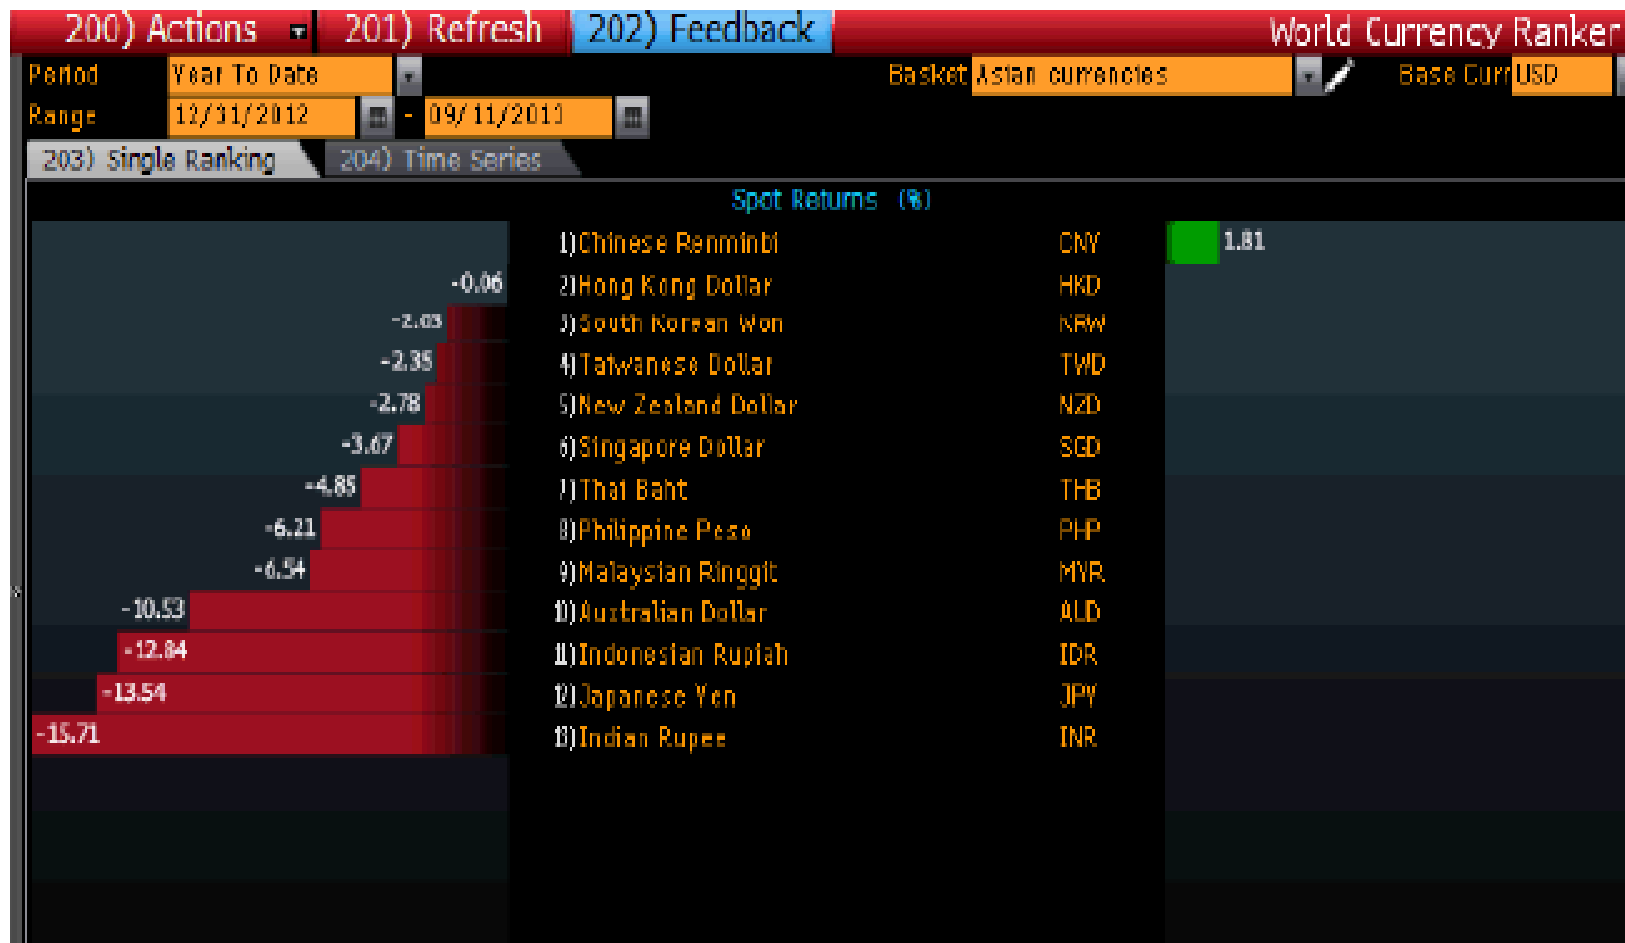 200) Actions 201) Refresh 202) Feedback World Currency Ranker
Period Year To Date Basket Asian currencies Base Curr USD
Range 12/31/2012 - 09/11/2013
203) Single Ranking 204) Time Series
Spot Returns (%)
1) Chinese Renminbi CNY 1.81
-0.06 2) Hong Kong Dollar HKD
-2.03 3) South Korean Won KRW
-2.35 4) Taiwanese Dollar TWD
-2.78 5) New Zealand Dollar NZD
-3.67 6) Singapore Dollar SGD
-4.85 7) Thai Baht THB
-6.21 8) Philippine Peso PHP
-6.54 9) Malaysian Ringgit MYR
-10.53 10) Australian Dollar AUD
-12.84 11) Indonesian Rupiah IDR
-13.54 12) Japanese Yen JPY
-15.71 13) Indian Rupee INR